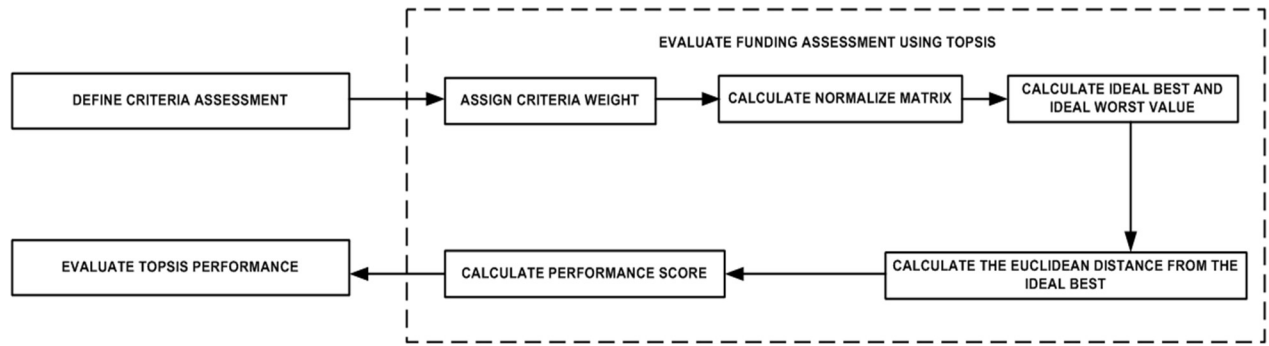 EVALUATE FUNDING ASSESSMENT USING TOPSIS
DEFINE CRITERIA ASSESSMENT
ASSIGN CRITERIA WEIGHT
CALCULATE NORMALIZE MATRIX
CALCULATE IDEAL BEST AND
IDEAL WORST VALUE
CALCULATE THE EUCLIDEAN DISTANCE FROM THE
IDEAL BEST
CALCULATE PERFORMANCE SCORE
EVALUATE TOPSIS PERFORMANCE